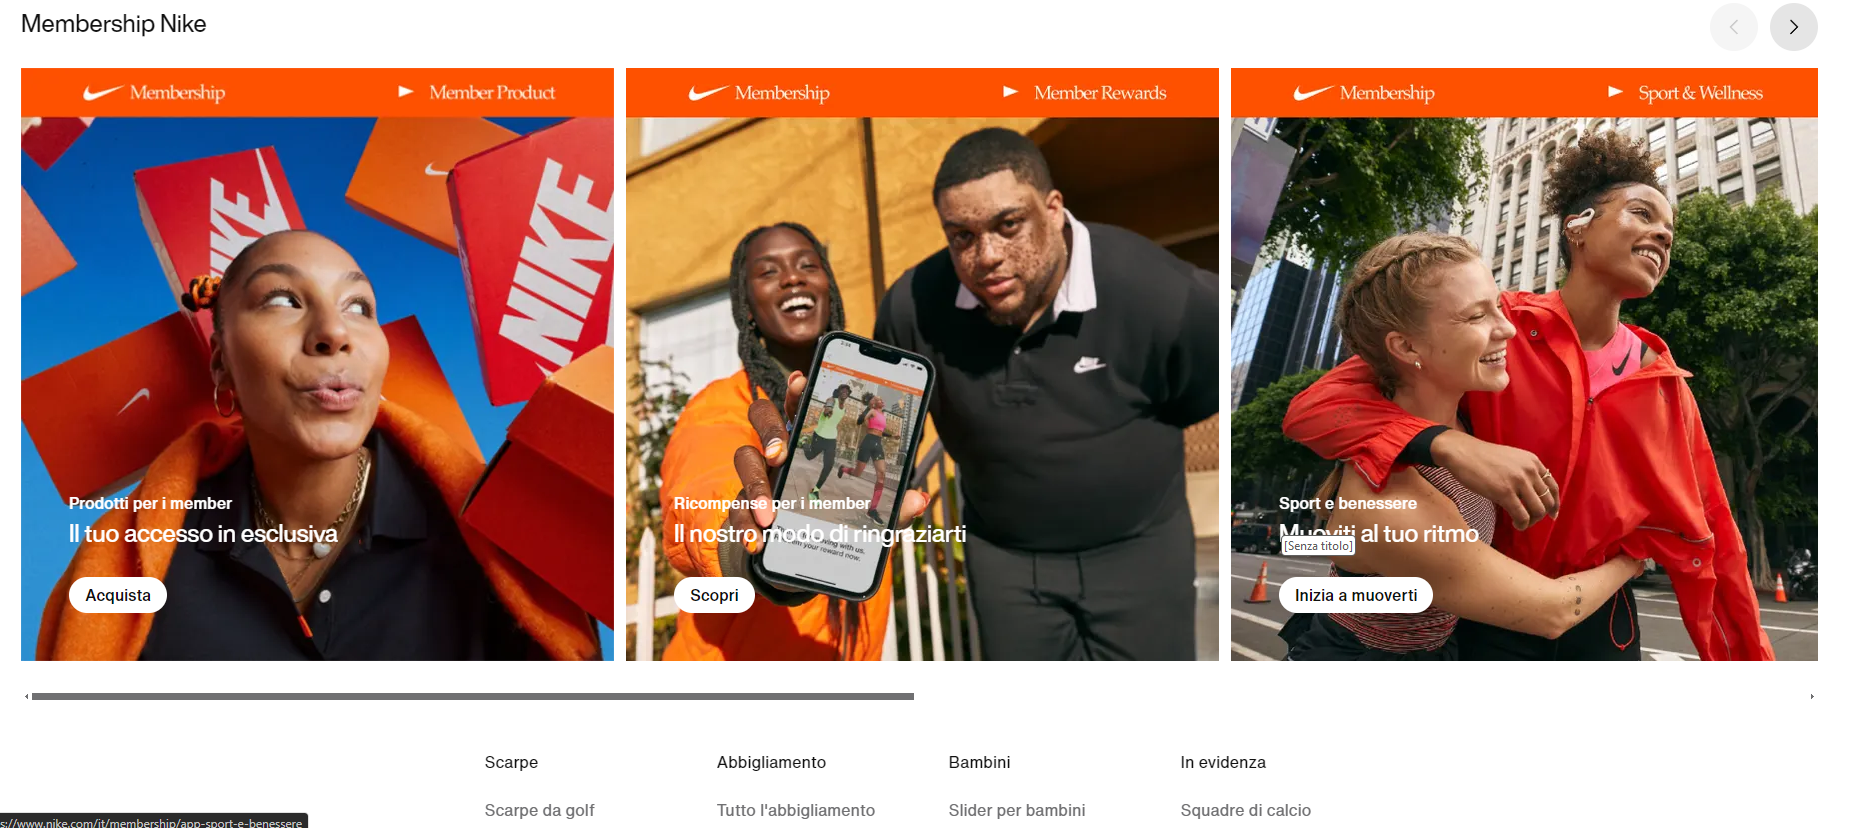 Membership Nike
Membership
Member Product
Membership
Member Rewards
Membership
Sport & Wellness
NIKE
NIKE
Prodotti per i member
Il tuo accesso in esclusiva
Acquista
Ricompense per i member
Il nostro modo di ringraziarti
Scopri
Sport e benessere
Muoviti al tuo ritmo
[Senza titolo]
Inizia a muoverti
Scarpe
Abbigliamento
Bambini
In evidenza
Scarpe da golf
Tutto l'abbigliamento
Slider per bambini
Squadre di calcio
s://www.nike.com/it/membership/app-sport-e-benessere